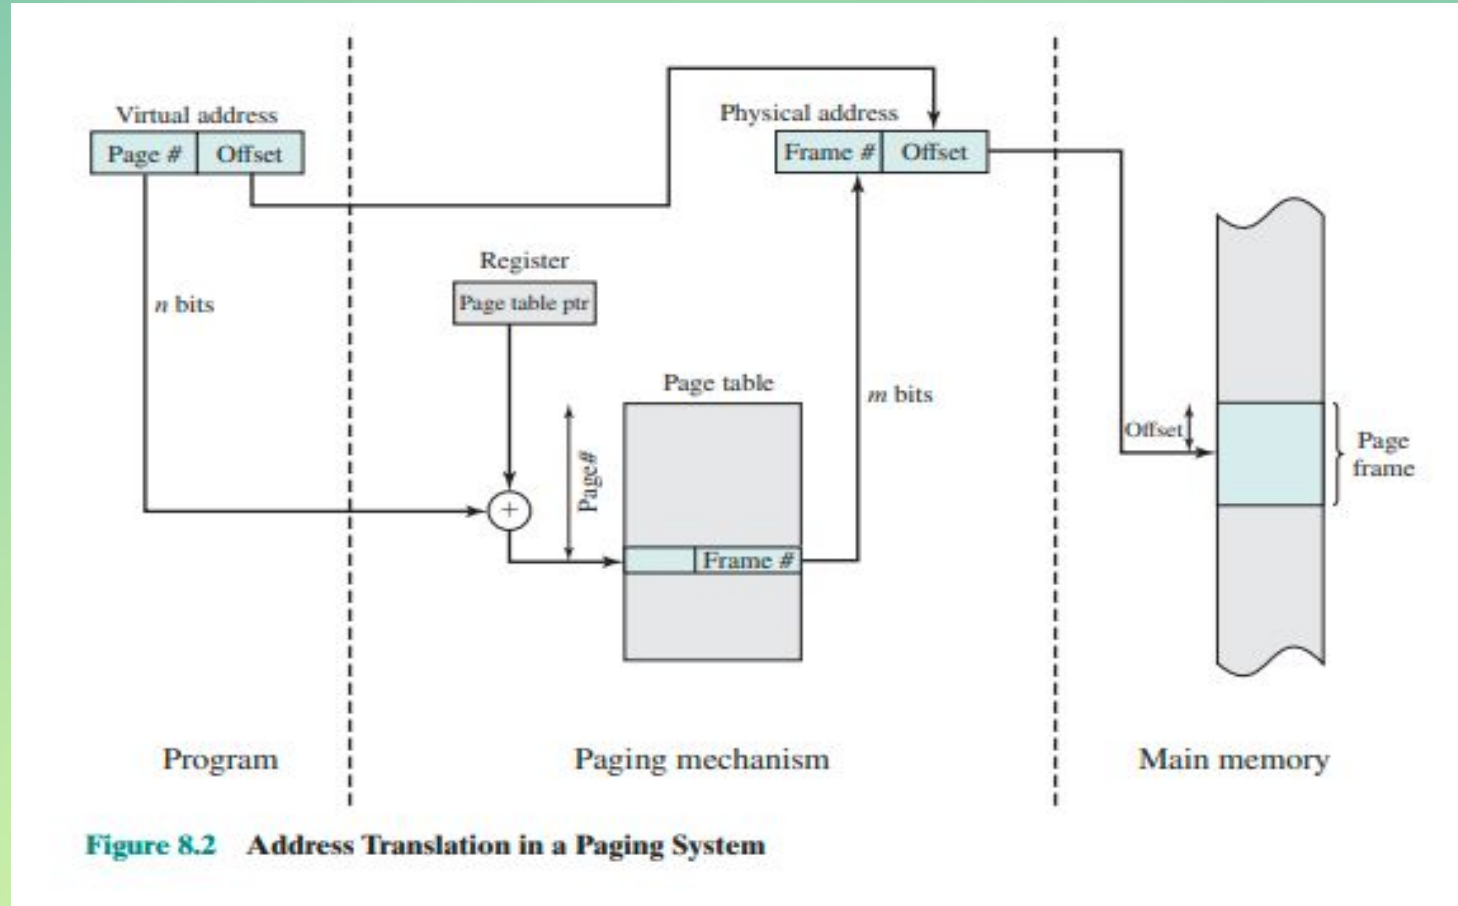 Virtual address
Page # Offset
Physical address
Frame # Offset
n bits
Register
Page table ptr
Page table
m bits
Page#
Offset
Page
frame
+
Frame #
Program
Paging mechanism
Main memory
Figure 8.2 Address Translation in a Paging System